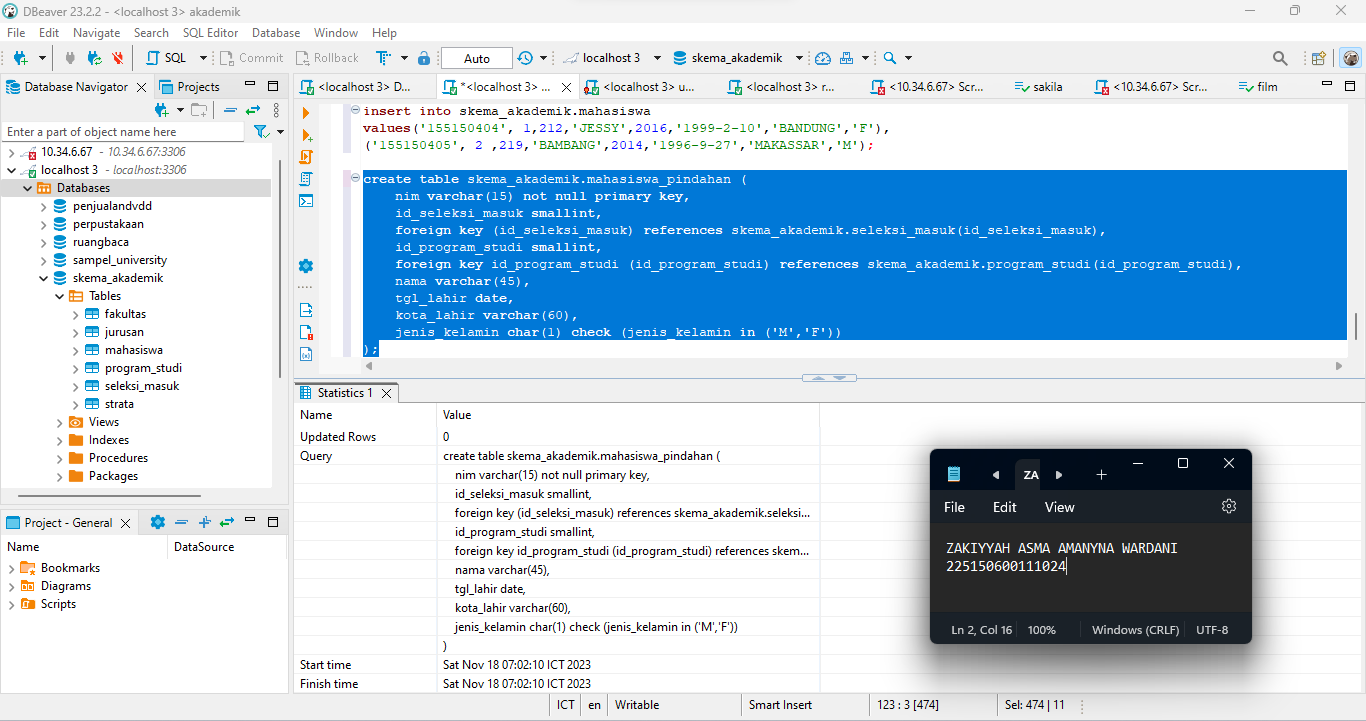 DBeaver 23.2.2 - <localhost 3> akademik
File Edit Navigate Search SQL Editor Database Window Help
SQL Commit Rollback Auto localhost 3 skema_akademik
Database Navigator Projects
<localhost 3> D... *<localhost 3> ... <localhost 3> u... <localhost 3> r... <10.34.6.67> Scr... sakila <10.34.6.67> Scr... film
Enter a part of object name here
10.34.6.67 - 10.34.6.67:3306
localhost 3 - localhost:3306
Databases
penjualandvdd
perpustakaan
ruangbaca
sampel_university
skema_akademik
Tables
fakultas
jurusan
mahasiswa
program_studi
seleksi_masuk
strata
Views
Indexes
Procedures
Packages
insert into skema_akademik.mahasiswa
values('155150404', 1,212,'JESSY',2016,'1999-2-10','BANDUNG','F'),
('155150405', 2 ,219,'BAMBANG',2014,'1996-9-27','MAKASSAR','M');
create table skema_akademik.mahasiswa_pindahan (
nim varchar(15) not null primary key,
id_seleksi_masuk smallint,
foreign key (id_seleksi_masuk) references skema_akademik.seleksi_masuk(id_seleksi_masuk),
id_program_studi smallint,
foreign key id_program_studi (id_program_studi) references skema_akademik.program_studi(id_program_studi),
nama varchar(45),
tgl_lahir date,
kota_lahir varchar(60),
jenis_kelamin char(1) check (jenis_kelamin in ('M','F'))
);
Statistics 1
Name Value
Updated Rows 0
Query create table skema_akademik.mahasiswa_pindahan (
nim varchar(15) not null primary key,
id_seleksi_masuk smallint,
foreign key (id_seleksi_masuk) references skema_akademik.seleksi...
id_program_studi smallint,
foreign key id_program_studi (id_program_studi) references skem...
nama varchar(45),
tgl_lahir date,
kota_lahir varchar(60),
jenis_kelamin char(1) check (jenis_kelamin in ('M','F'))
)
Start time Sat Nov 18 07:02:10 ICT 2023
Finish time Sat Nov 18 07:02:10 ICT 2023
Project - General
Name DataSource
Bookmarks
Diagrams
Scripts
ZA
File Edit View
ZAKIYYAH ASMA AMANYNA WARDANI
225150600111024
Ln 2, Col 16 100% Windows (CRLF) UTF-8
ICT en Writable Smart Insert 123 : 3 [474] Sel: 474 | 11